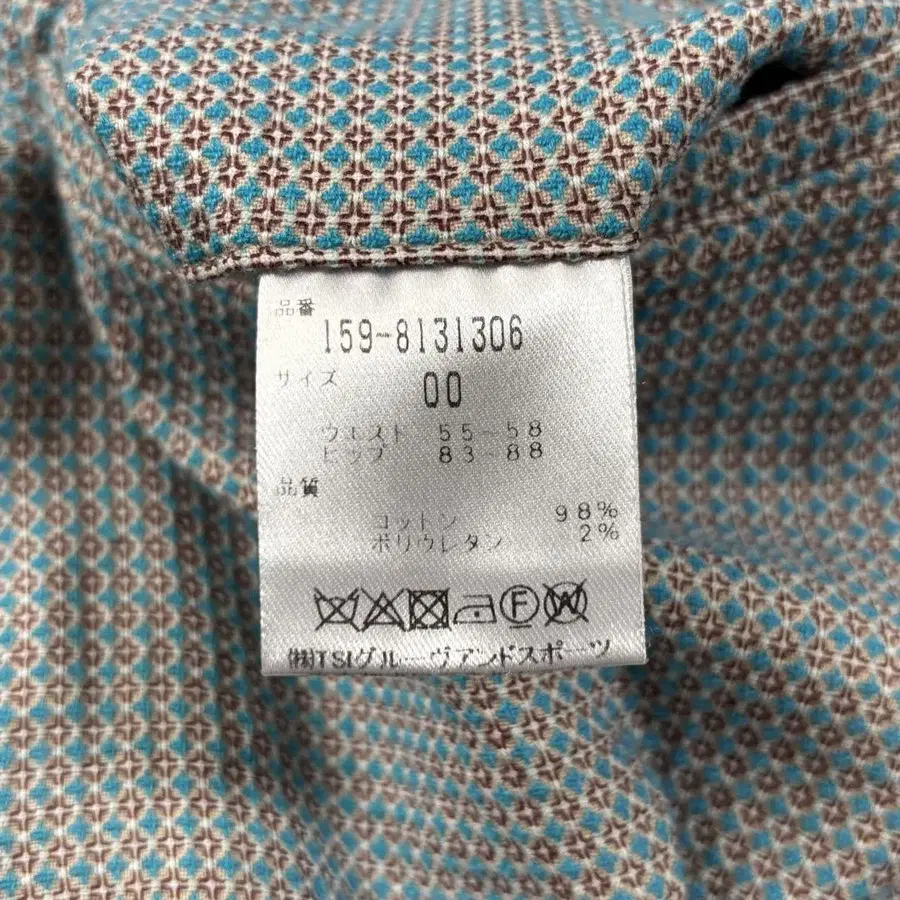 品番
159-8131306
サイズ
00
ウエスト 55~58
ヒップ 83~88
品質
コットン 98%
ポリウレタン 2%
F W
㈱TSIグルーヴアンドスポーツ